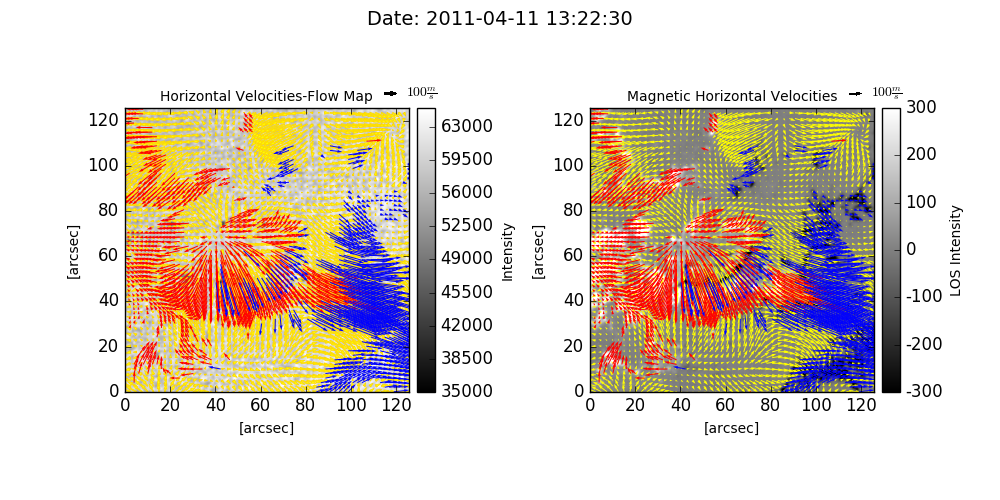 Date: 2011-04-11 13:22:30
Horizontal Velocities-Flow Map
100 m/s
120
100
80
60
40
20
0
[arcsec]
0 20 40 60 80 100 120
[arcsec]
63000
59500
56000
52500
49000
45500
42000
38500
35000
Intensity
Magnetic Horizontal Velocities
100 m/s
120
100
80
60
40
20
0
[arcsec]
0 20 40 60 80 100 120
[arcsec]
300
200
100
0
-100
-200
-300
LOS Intensity